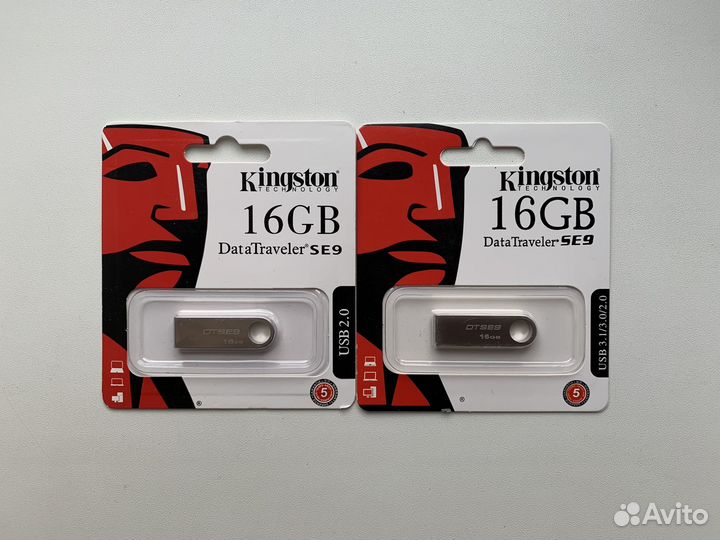 Kingston
TECHNOLOGY
16GB
DataTraveler® SE9
DTSE9
16GB
USB 2.0
5
®
Kingston
TECHNOLOGY
16GB
DataTraveler® SE9
DTSE9
16GB
USB 3.1/3.0/2.0
5
®
Avito